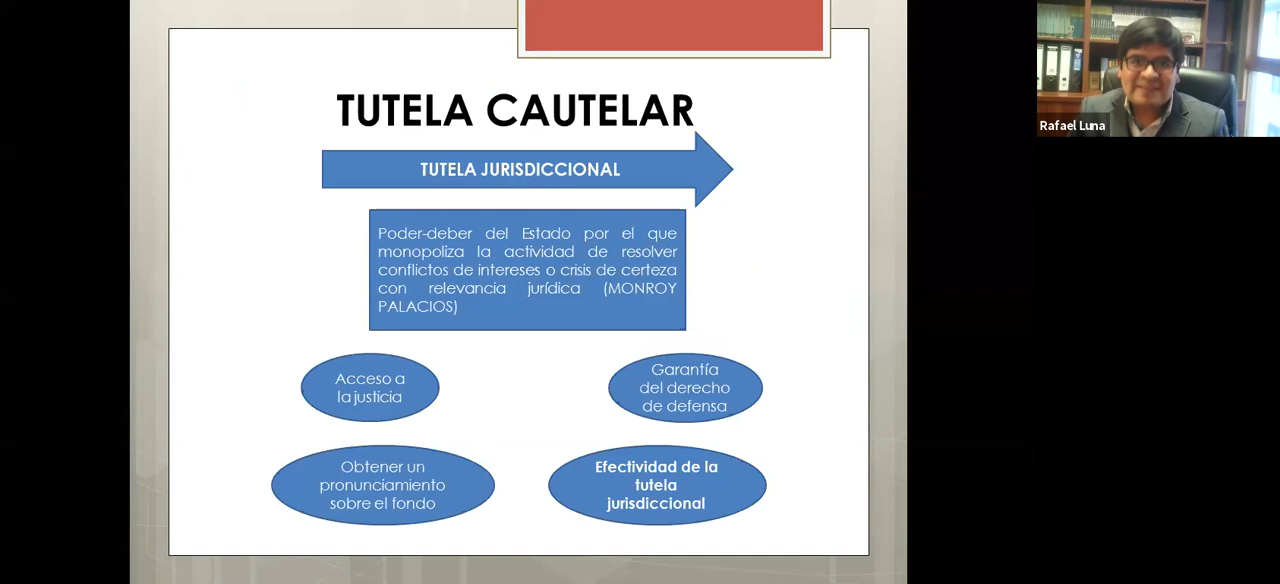 TUTELA CAUTELAR
TUTELA JURISDICCIONAL
Poder-deber del Estado por el que
monopoliza la actividad de resolver
conflictos de intereses o crisis de certeza
con relevancia jurídica (MONROY
PALACIOS)
Acceso a
la justicia
Garantía
del derecho
de defensa
Obtener un
pronunciamiento
sobre el fondo
Efectividad de la
tutela
jurisdiccional
Rafael Luna